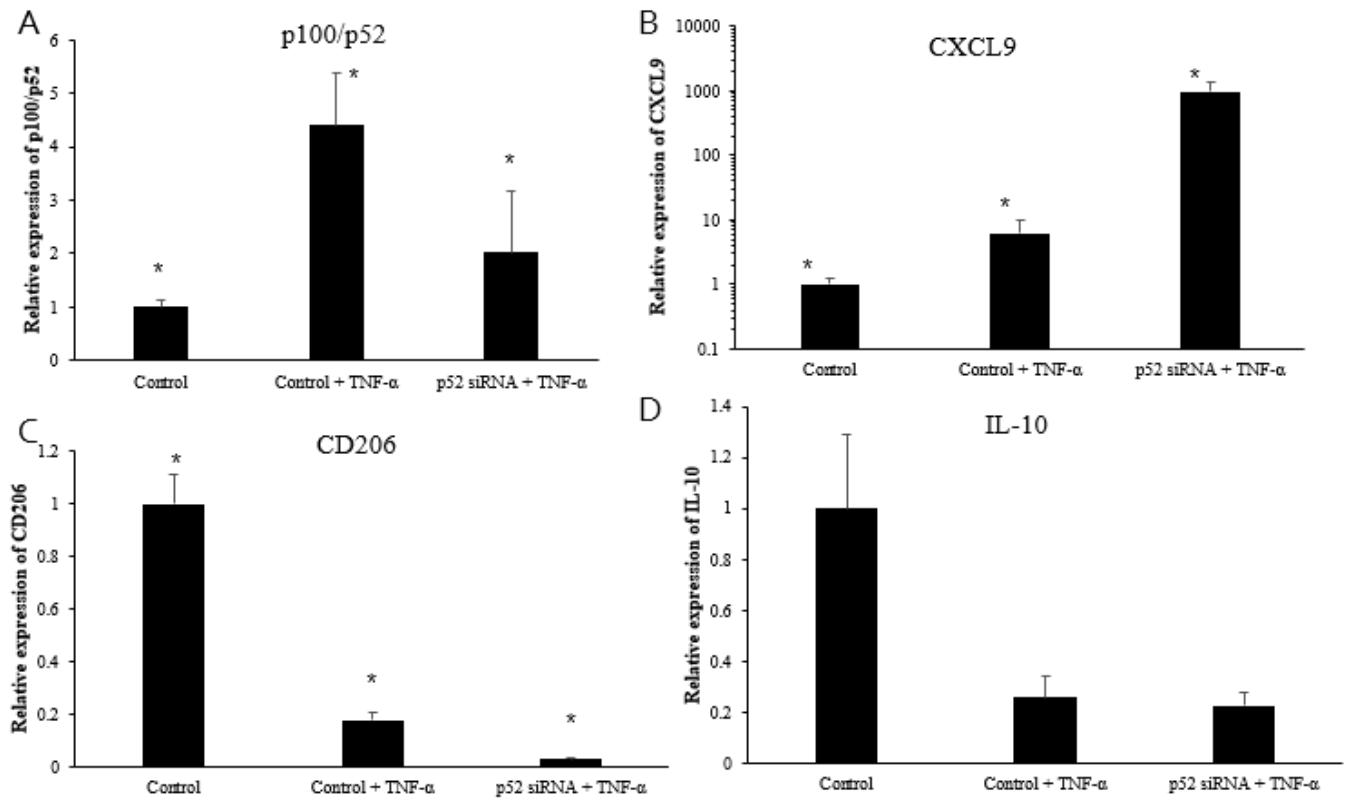 A
p100/p52
Relative expression of p100/p52
6
5
4
3
2
1
0
*
*
*
Control
Control + TNF-α
p52 siRNA + TNF-α
B
CXCL9
Relative expression of CXCL9
10000
1000
100
10
1
0.1
*
*
*
Control
Control + TNF-α
p52 siRNA + TNF-α
C
CD206
Relative expression of CD206
1.2
1
0.8
0.6
0.4
0.2
0
*
*
*
Control
Control + TNF-α
p52 siRNA + TNF-α
D
IL-10
Relative expression of IL-10
1.4
1.2
1
0.8
0.6
0.4
0.2
0
Control
Control + TNF-α
p52 siRNA + TNF-α